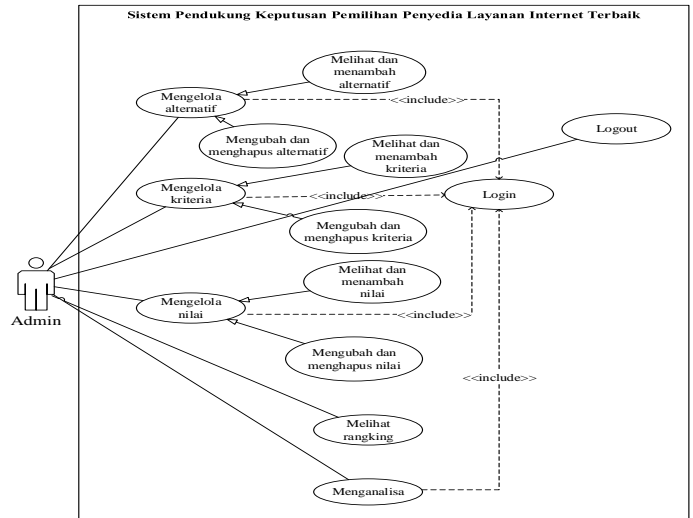 Sistem Pendukung Keputusan Pemilihan Penyedia Layanan Internet Terbaik
Melihat dan
menambah
alternatif
Mengelola
alternatif
<<include>>
Mengubah dan
menghapus alternatif
Logout
Melihat dan
menambah
kriteria
Mengelola
kriteria
<<include>>
Login
Mengubah dan
menghapus kriteria
Admin
Melihat dan
menambah
nilai
Mengelola
nilai
<<include>>
Mengubah dan
menghapus nilai
<<include>>
Melihat
rangking
Menganalisa